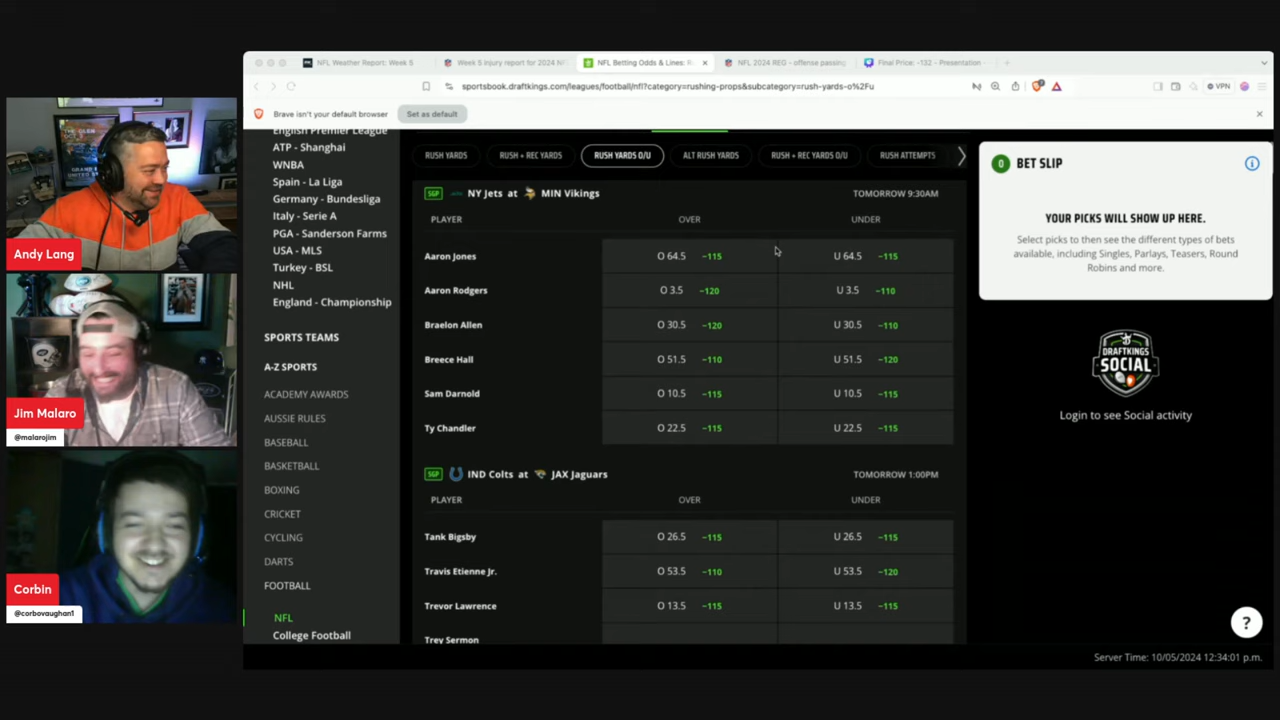 NFL Weather Report: Week 5
Week 5 injury report for 2024 NF
NFL Betting Odds & Lines: R
NFL 2024 REG - offense passing
Final Price: -132 - Presentation -
sportsbook.draftkings.com/leagues/football/nfl?category=rushing-props&subcategory=rush-yards-o%2Fu
VPN
Brave isn't your default browser
Set as default
English Premier League
ATP - Shanghai
WNBA
Spain - La Liga
Germany - Bundesliga
Italy - Serie A
PGA - Sanderson Farms
USA - MLS
Turkey - BSL
NHL
England - Championship
SPORTS TEAMS
A-Z SPORTS
ACADEMY AWARDS
AUSSIE RULES
BASEBALL
BASKETBALL
BOXING
CRICKET
CYCLING
DARTS
FOOTBALL
NFL
College Football
RUSH YARDS
RUSH + REC YARDS
RUSH YARDS O/U
ALT RUSH YARDS
RUSH + REC YARDS O/U
RUSH ATTEMPTS
SGP NY Jets at MIN Vikings TOMORROW 9:30AM
PLAYER OVER UNDER
Aaron Jones O 64.5 −115 U 64.5 −115
Aaron Rodgers O 3.5 −120 U 3.5 −110
Braelon Allen O 30.5 −120 U 30.5 −110
Breece Hall O 51.5 −110 U 51.5 −120
Sam Darnold O 10.5 −115 U 10.5 −115
Ty Chandler O 22.5 −115 U 22.5 −115
SGP IND Colts at JAX Jaguars TOMORROW 1:00PM
PLAYER OVER UNDER
Tank Bigsby O 26.5 −115 U 26.5 −115
Travis Etienne Jr. O 53.5 −110 U 53.5 −120
Trevor Lawrence O 13.5 −115 U 13.5 −115
Trey Sermon
0 BET SLIP
YOUR PICKS WILL SHOW UP HERE.
Select picks to then see the different types of bets
available, including Singles, Parlays, Teasers, Round
Robins and more.
DRAFTKINGS
SOCIAL
Login to see Social activity
?
Server Time: 10/05/2024 12:34:01 p.m.
Andy Lang
Jim Malaro
@malarojim
Corbin
@corbovaughan1